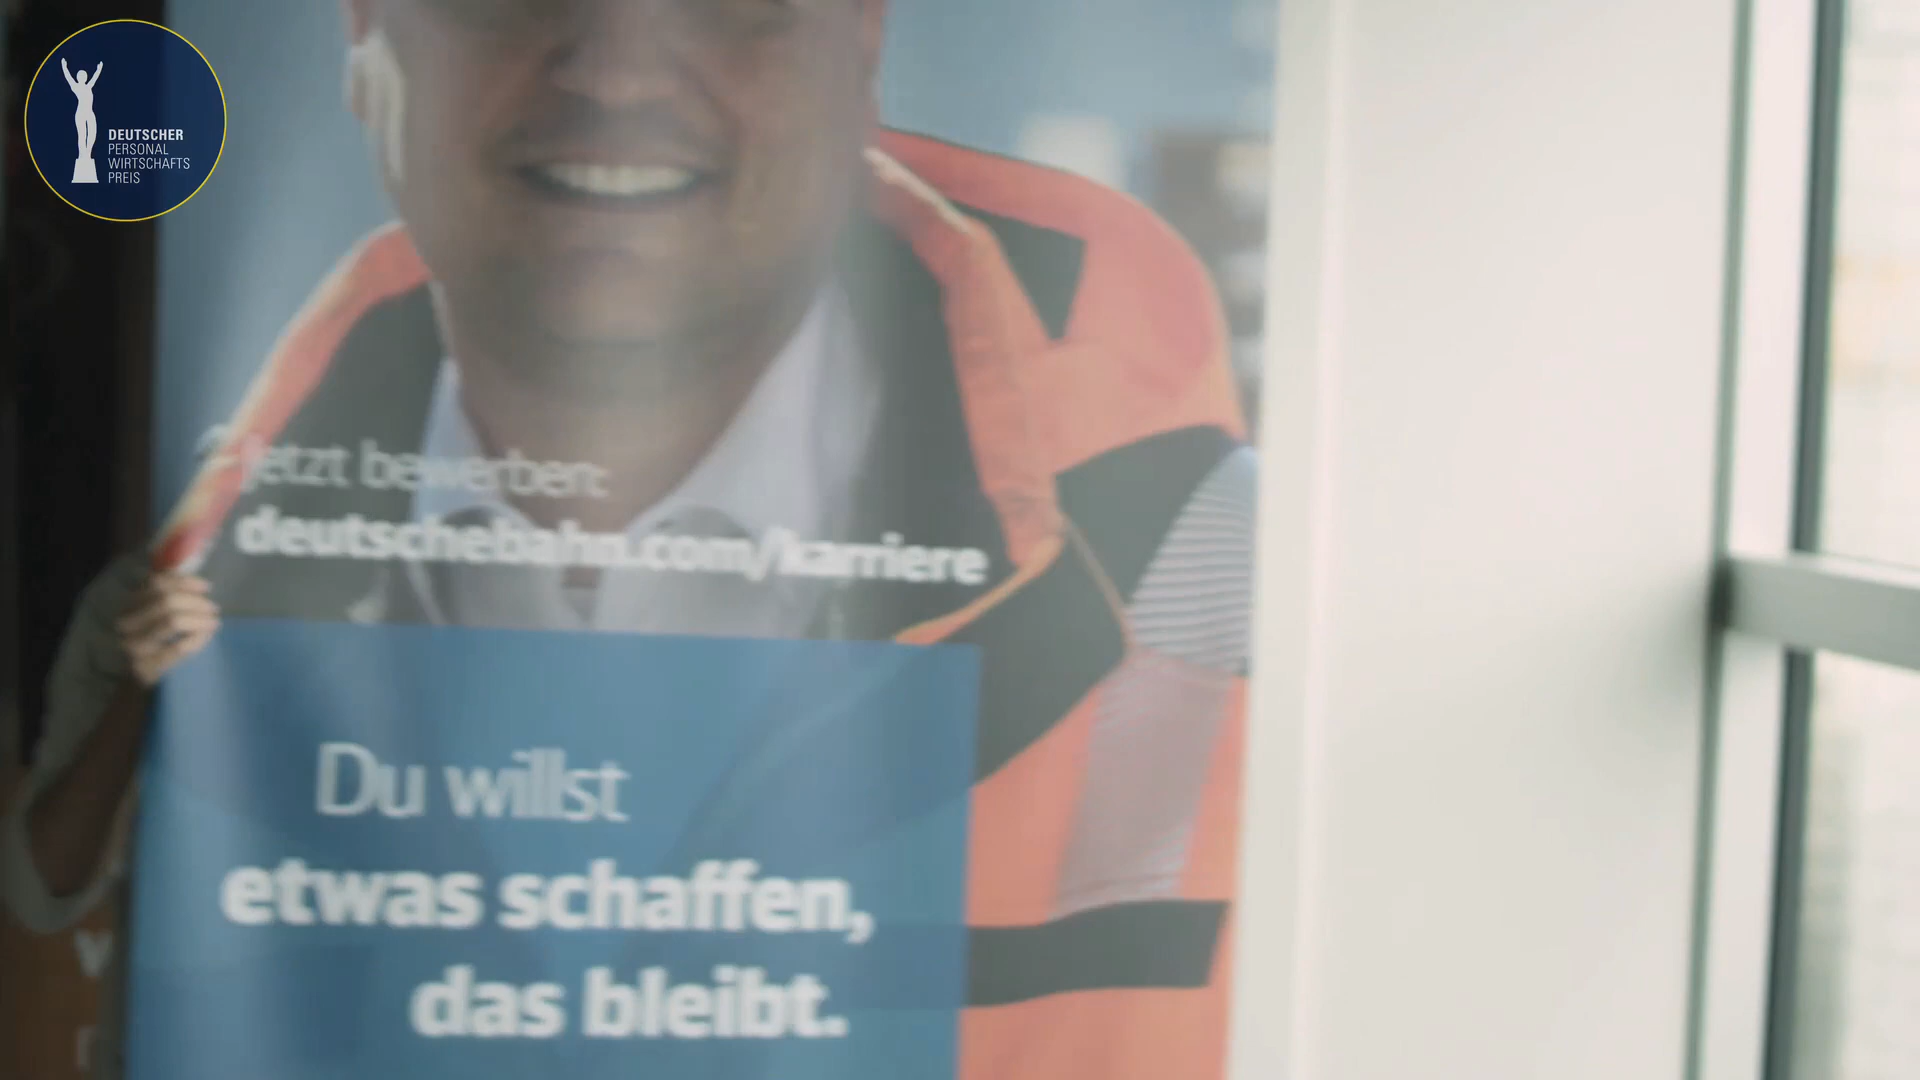 DEUTSCHER
PERSONAL
WIRTSCHAFTS
PREIS
Jetzt bewerben:
deutschebahn.com/karriere
Du willst
etwas schaffen,
das bleibt.